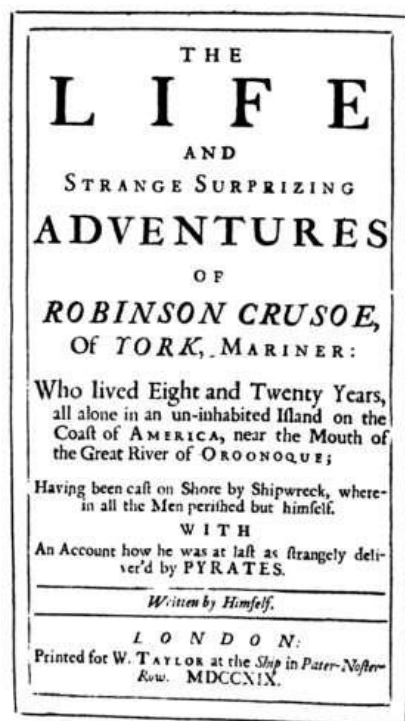 THE
LIFE
AND
STRANGE SURPRIZING
ADVENTURES
OF
ROBINSON CRUSOE,
Of YORK, MARINER:
Who lived Eight and Twenty Years,
all alone in an un-inhabited Iſland on the
Coaſt of AMERICA, near the Mouth of
the Great River of OROONOQUE;
Having been caſt on Shore by Shipwreck, where-
in all the Men periſhed but himſelf.
WITH
An Account how he was at laſt as ſtrangely deli-
ver'd by PYRATES.
Written by Himſelf.
LONDON:
Printed for W. TAYLOR at the Ship in Pater-Noſter-
Row. MDCCXIX.